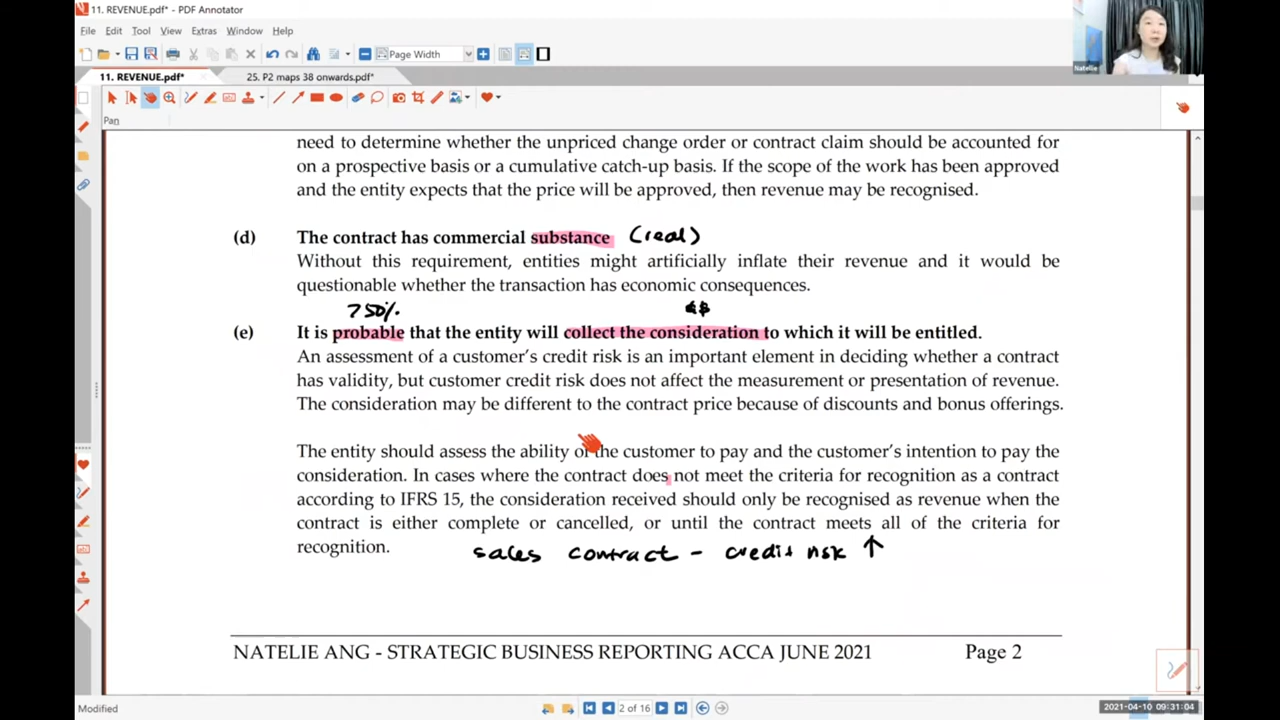 11. REVENUE.pdf* - PDF Annotator
Natelie
File Edit Tool View Extras Window Help
Page Width
11. REVENUE.pdf* 25. P2 maps 38 onwards.pdf*
Pan
need to determine whether the unpriced change order or contract claim should be accounted for
on a prospective basis or a cumulative catch-up basis. If the scope of the work has been approved
and the entity expects that the price will be approved, then revenue may be recognised.
(d) The contract has commercial substance (real)
Without this requirement, entities might artificially inflate their revenue and it would be
questionable whether the transaction has economic consequences.
(e) It is probable that the entity will collect the consideration to which it will be entitled.
An assessment of a customer's credit risk is an important element in deciding whether a contract
has validity, but customer credit risk does not affect the measurement or presentation of revenue.
The consideration may be different to the contract price because of discounts and bonus offerings.
The entity should assess the ability of the customer to pay and the customer's intention to pay the
consideration. In cases where the contract does not meet the criteria for recognition as a contract
according to IFRS 15, the consideration received should only be recognised as revenue when the
contract is either complete or cancelled, or until the contract meets all of the criteria for
recognition.
sales contract - credit risk ↑
NATELIE ANG - STRATEGIC BUSINESS REPORTING ACCA JUNE 2021 Page 2
Modified 2 of 16 2021-04-10 09:31:04